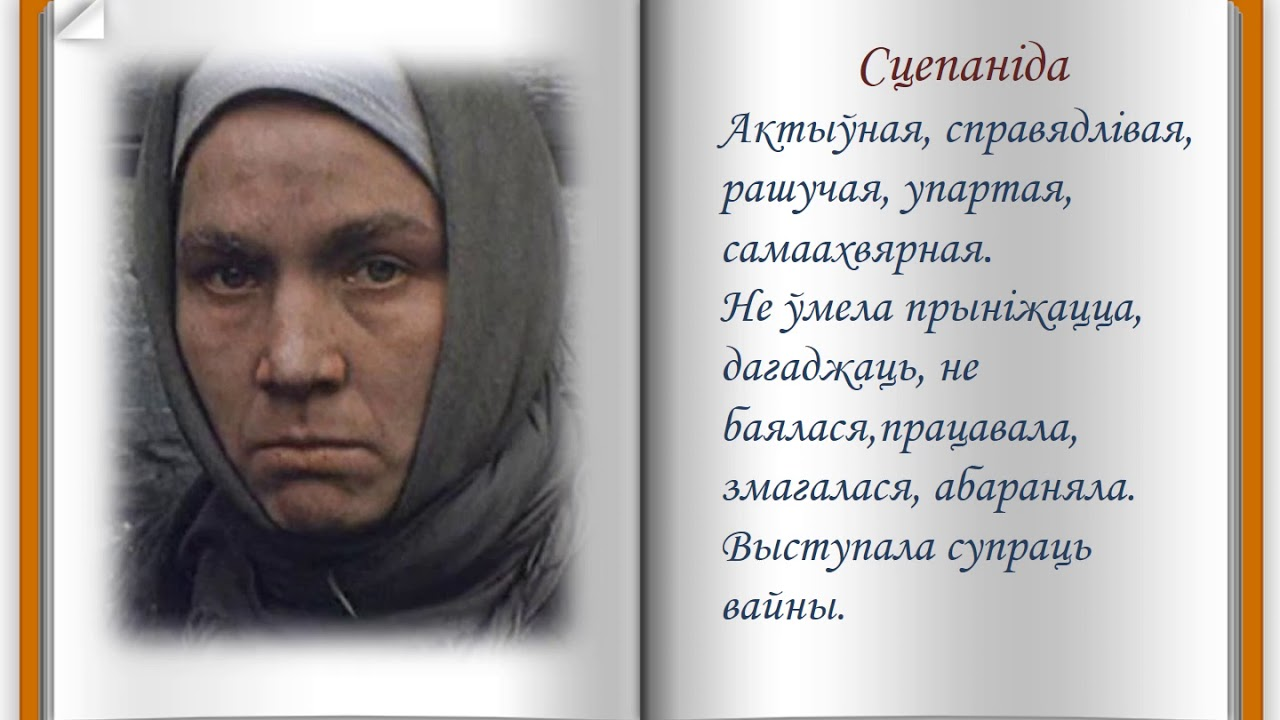 Сцепаніда
Актыўная, справядлівая,
рашучая, упартая,
самаахвярная.
Не ўмела прыніжацца,
дагаджаць, не
баялася,працавала,
змагалася, абараняла.
Выступала супраць
вайны.